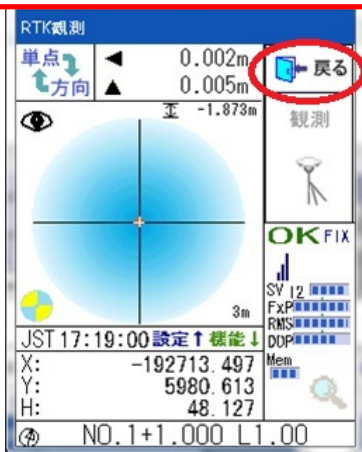 RTK観測
単点
方向
0.002m
0.005m
戻る
-1.873m
観測
3m
OK FIX
SV 12
FxP
RMS
DOP
Mem
JST 17:19:00 設定↑機能↓
X: -192713.497
Y: 5980.613
H: 48.127
NO.1+1.000 L1.00